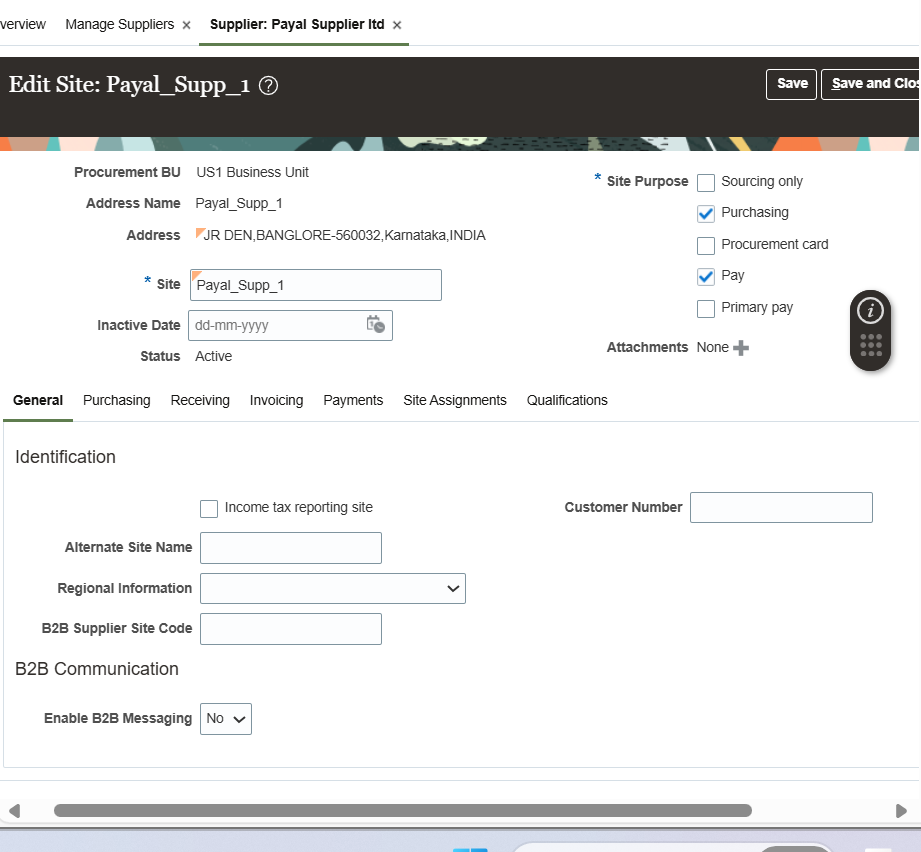 verview Manage Suppliers × Supplier: Payal Supplier ltd ×
Edit Site: Payal_Supp_1 ? Save Save and Clos
Procurement BU US1 Business Unit
Address Name Payal_Supp_1
Address JR DEN,BANGLORE-560032,Karnataka,INDIA
* Site Payal_Supp_1
Inactive Date dd-mm-yyyy
Status Active
* Site Purpose Sourcing only
Purchasing
Procurement card
Pay
Primary pay
Attachments None
i
General Purchasing Receiving Invoicing Payments Site Assignments Qualifications
Identification
Income tax reporting site Customer Number
Alternate Site Name
Regional Information
B2B Supplier Site Code
B2B Communication
Enable B2B Messaging No